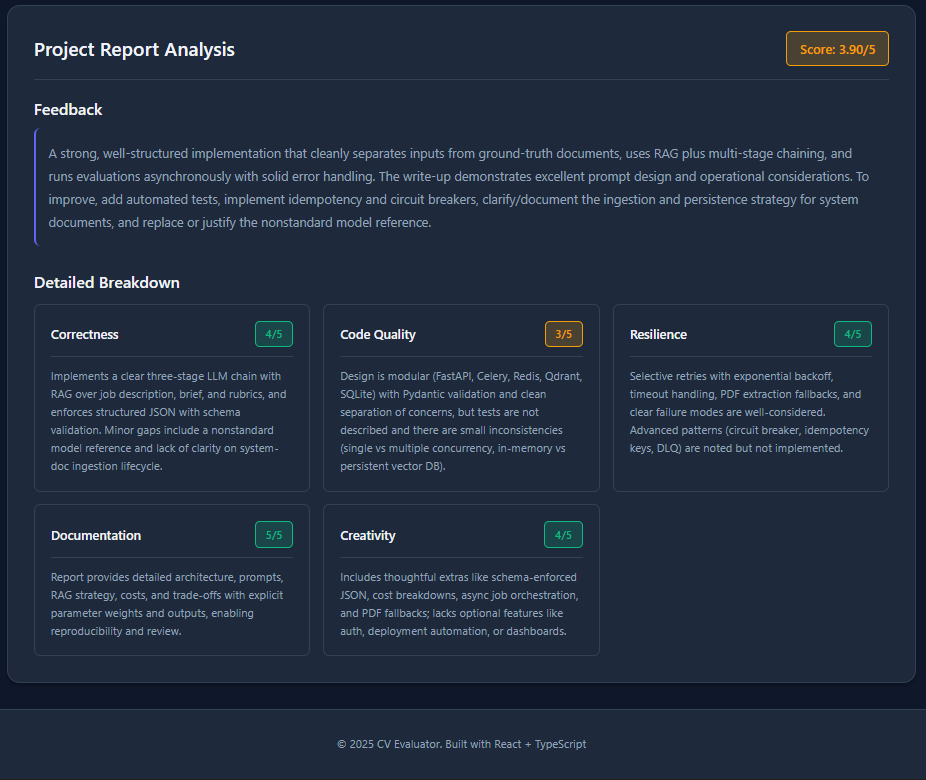 Project Report Analysis
Score: 3.90/5
Feedback
A strong, well-structured implementation that cleanly separates inputs from ground-truth documents, uses RAG plus multi-stage chaining, and
runs evaluations asynchronously with solid error handling. The write-up demonstrates excellent prompt design and operational considerations. To
improve, add automated tests, implement idempotency and circuit breakers, clarify/document the ingestion and persistence strategy for system
documents, and replace or justify the nonstandard model reference.
Detailed Breakdown
Correctness
4/5
Implements a clear three-stage LLM chain with
RAG over job description, brief, and rubrics, and
enforces structured JSON with schema
validation. Minor gaps include a nonstandard
model reference and lack of clarity on system-
doc ingestion lifecycle.
Code Quality
3/5
Design is modular (FastAPI, Celery, Redis, Qdrant,
SQLite) with Pydantic validation and clean
separation of concerns, but tests are not
described and there are small inconsistencies
(single vs multiple concurrency, in-memory vs
persistent vector DB).
Resilience
4/5
Selective retries with exponential backoff,
timeout handling, PDF extraction fallbacks, and
clear failure modes are well-considered.
Advanced patterns (circuit breaker, idempotency
keys, DLQ) are noted but not implemented.
Documentation
5/5
Report provides detailed architecture, prompts,
RAG strategy, costs, and trade-offs with explicit
parameter weights and outputs, enabling
reproducibility and review.
Creativity
4/5
Includes thoughtful extras like schema-enforced
JSON, cost breakdowns, async job orchestration,
and PDF fallbacks; lacks optional features like
auth, deployment automation, or dashboards.
© 2025 CV Evaluator. Built with React + TypeScript